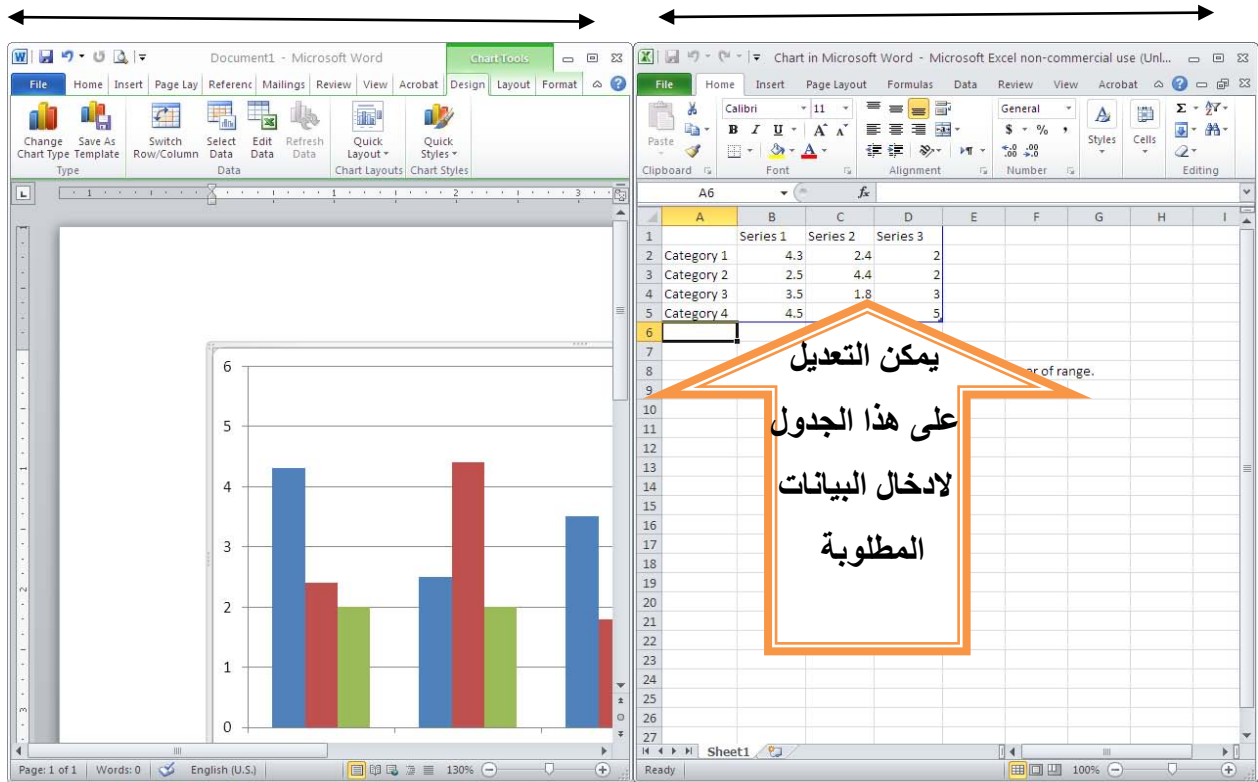 Document1 - Microsoft Word
Chart Tools
File Home Insert Page Lay Referenc Mailings Review View Acrobat Design Layout Format
Change Chart Type
Save As Template
Switch Row/Column
Select Data
Edit Data
Refresh Data
Quick Layout
Quick Styles
Type Data Chart Layouts Chart Styles
1 1 2 3
6
5
4
3
2
1
0
Page: 1 of 1 Words: 0 English (U.S.) 130%
Chart in Microsoft Word - Microsoft Excel non-commercial use (Unl...
File Home Insert Page Layout Formulas Data Review View Acrobat
Paste
Calibri 11
General
B I U A A
$ % ,
Styles Cells
Clipboard Font Alignment Number Editing
A6 fx
A B C D E F G H I
1 Series 1 Series 2 Series 3
2 Category 1 4.3 2.4 2
3 Category 2 2.5 4.4 2
4 Category 3 3.5 1.8 3
5 Category 4 4.5 5
6
7
8 er of range.
9
10
11
12
13
14
15
16
17
18
19
20
21
22
23
24
25
26
27
يمكن التعديل
على هذا الجدول
لادخال البيانات
المطلوبة
Sheet1
Ready 100%